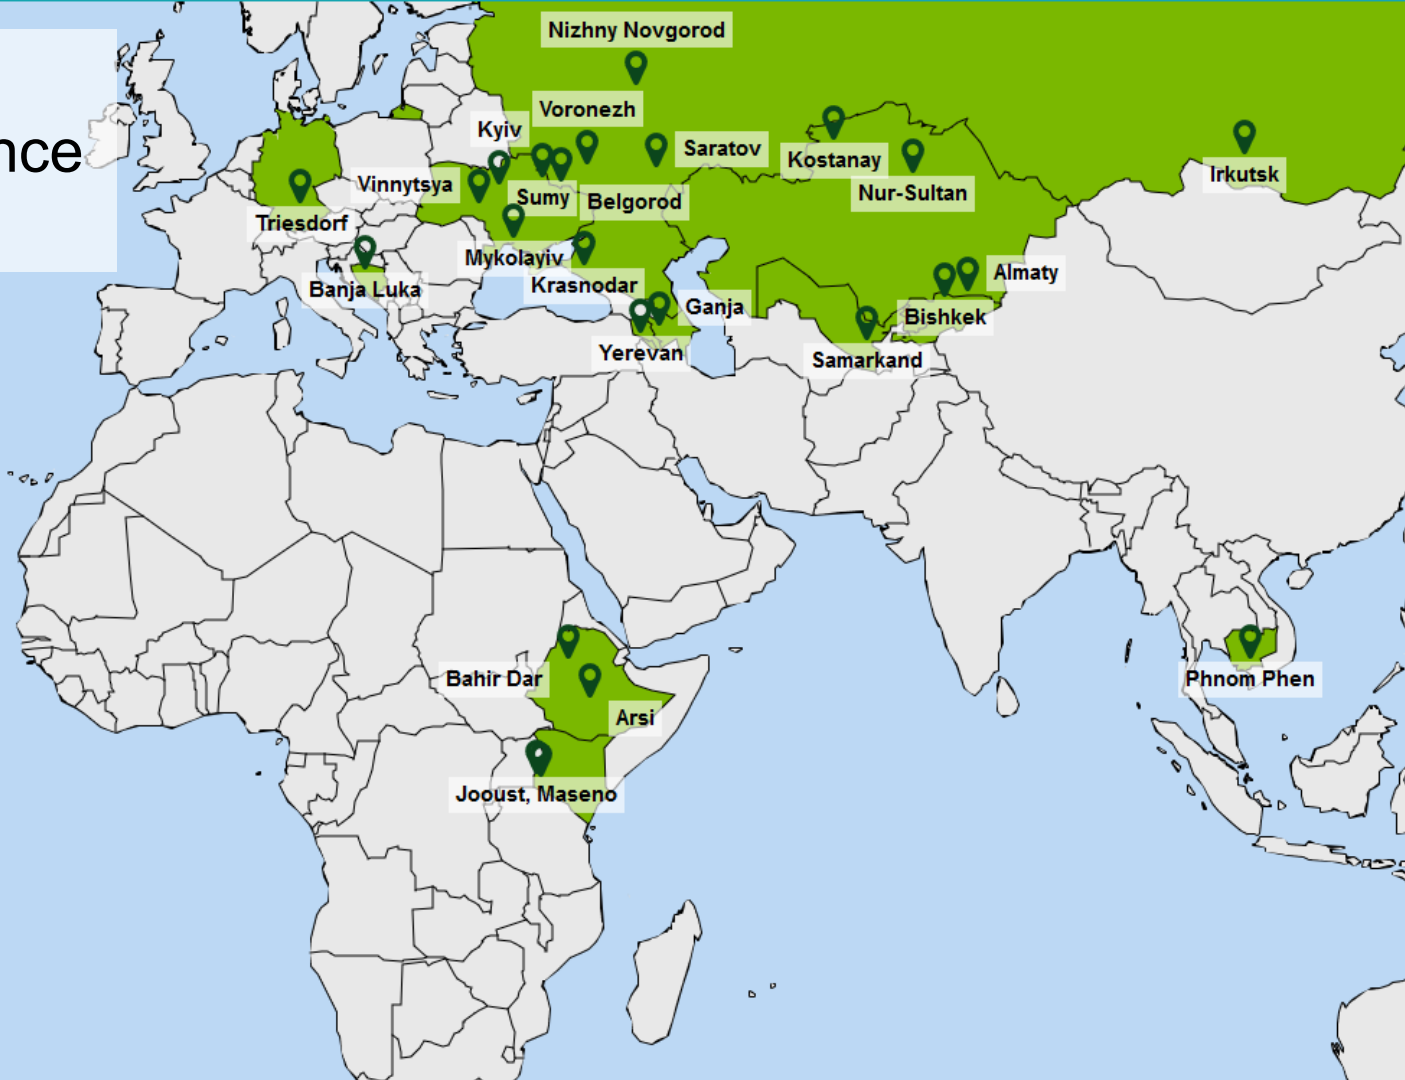 nce
Nizhny Novgorod
Voronezh
Kyiv
Saratov
Kostanay
Irkutsk
Vinnytsya
Sumy
Belgorod
Nur-Sultan
Triesdorf
Mykolayiv
Almaty
Krasnodar
Banja Luka
Ganja
Bishkek
Yerevan
Samarkand
Bahir Dar
Phnom Phen
Arsi
Jooust, Maseno